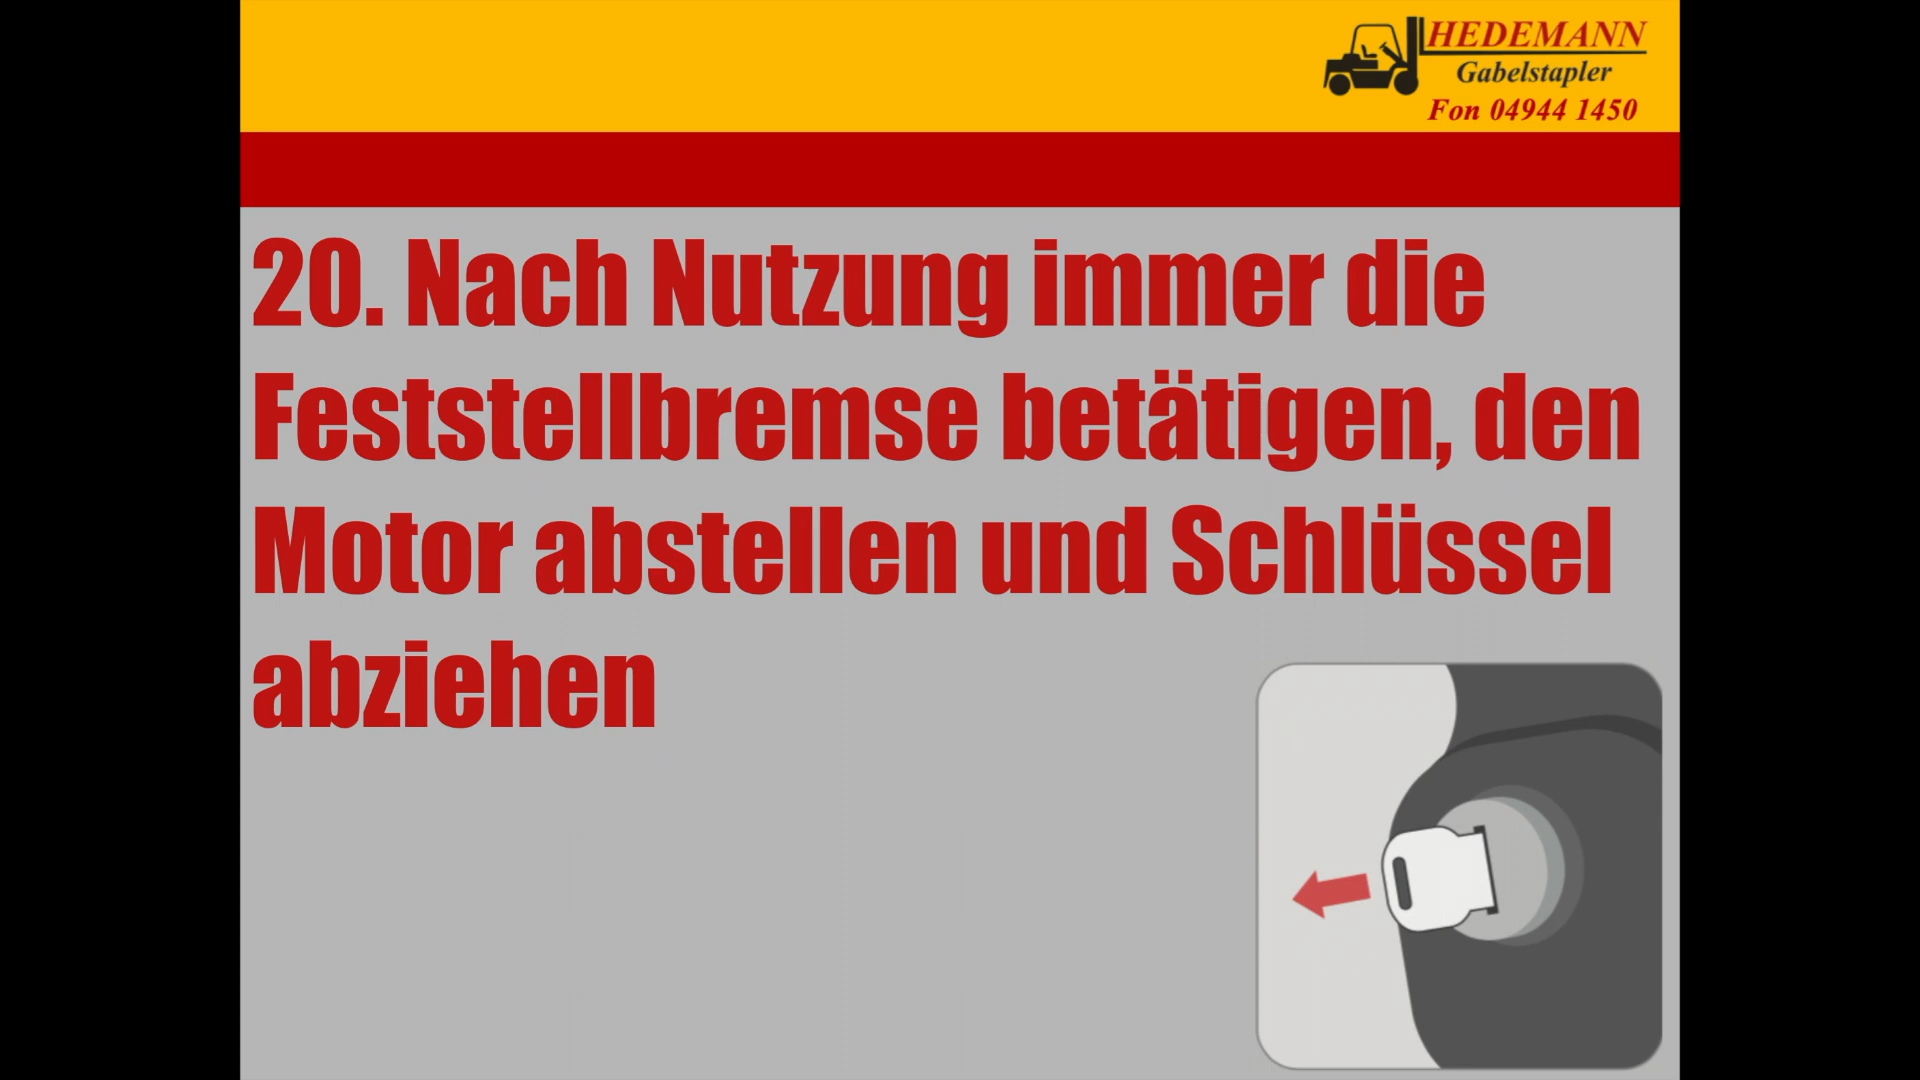 HEDEMANN
Gabelstapler
Fon 04944 1450
20. Nach Nutzung immer die
Feststellbremse betätigen, den
Motor abstellen und Schlüssel
abziehen